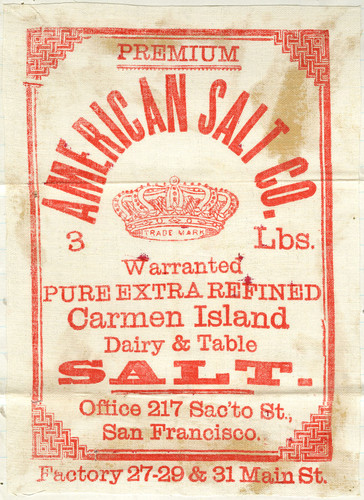 PREMIUM
AMERICAN SALT CO.
TRADE MARK
3 Lbs.
Warranted
PURE EXTRA REFINED
Carmen Island
Dairy & Table
SALT.
Office 217 Sac'to St.,
San Francisco.
Factory 27-29 & 31 Main St.